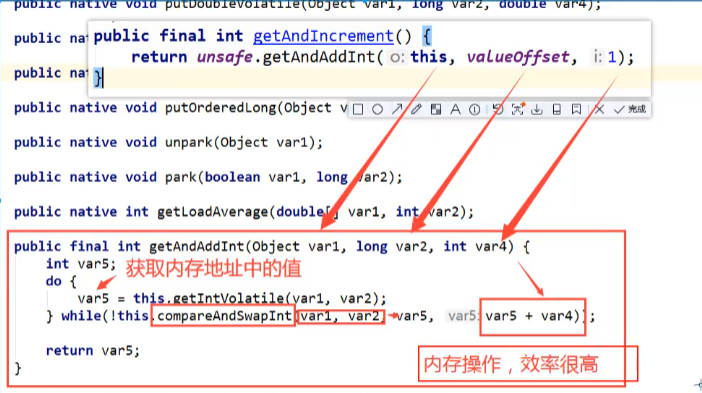 public native void putDoubleVolatile(Object var1, long var2, double var4);
public na
public final int getAndIncrement() {
return unsafe.getAndAddInt( o: this, valueOffset, i: 1);
}
public nat
public nat
public native void putOrderedLong(Object v
完成
public native void unpark(Object var1);
public native void park(boolean var1, long var2);
public native int getLoadAverage(double[] var1, int var2);
public final int getAndAddInt(Object var1, long var2, int var4) {
int var5;
获取内存地址中的值
do {
var5 = this.getIntVolatile(var1, var2);
} while(!this.compareAndSwapInt(var1, var2, var5, var5: var5 + var4));
return var5;
内存操作，效率很高
}